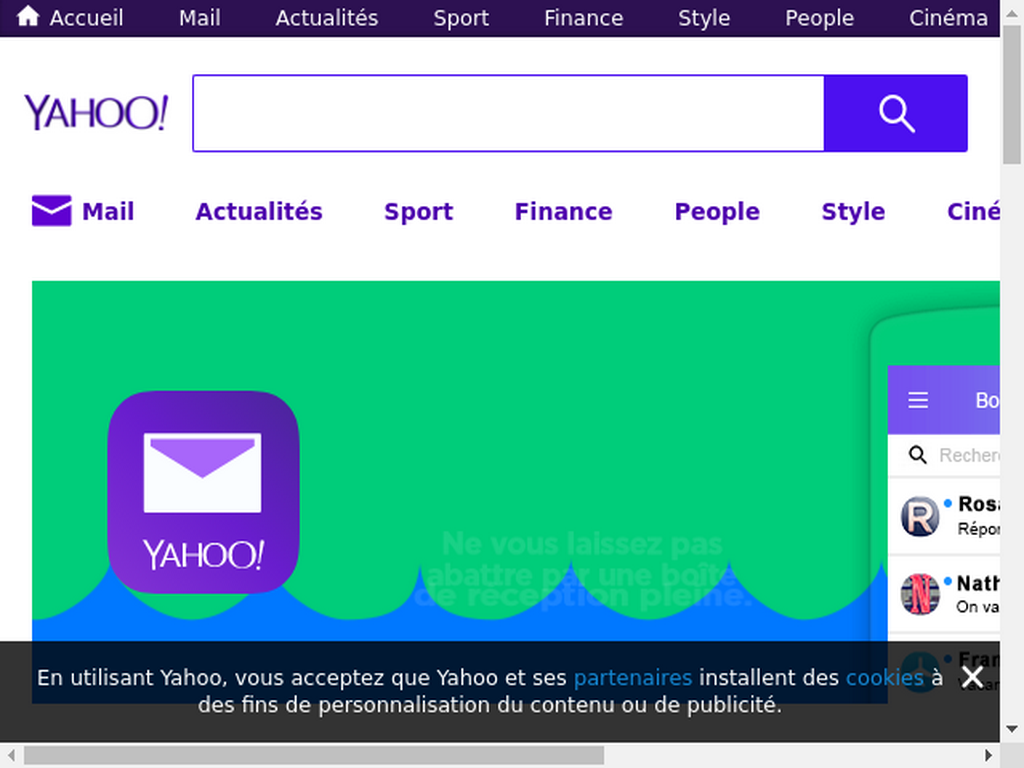 Accueil Mail Actualités Sport Finance Style People Cinéma
YAHOO!
Mail Actualités Sport Finance People Style Ciné
Bo
Recher
Rosa
Répor
Nath
On va
Fran
YAHOO!
Ne vous laissez pas
abattre par une boîte
de réception pleine.
En utilisant Yahoo, vous acceptez que Yahoo et ses partenaires installent des cookies à
des fins de personnalisation du contenu ou de publicité.